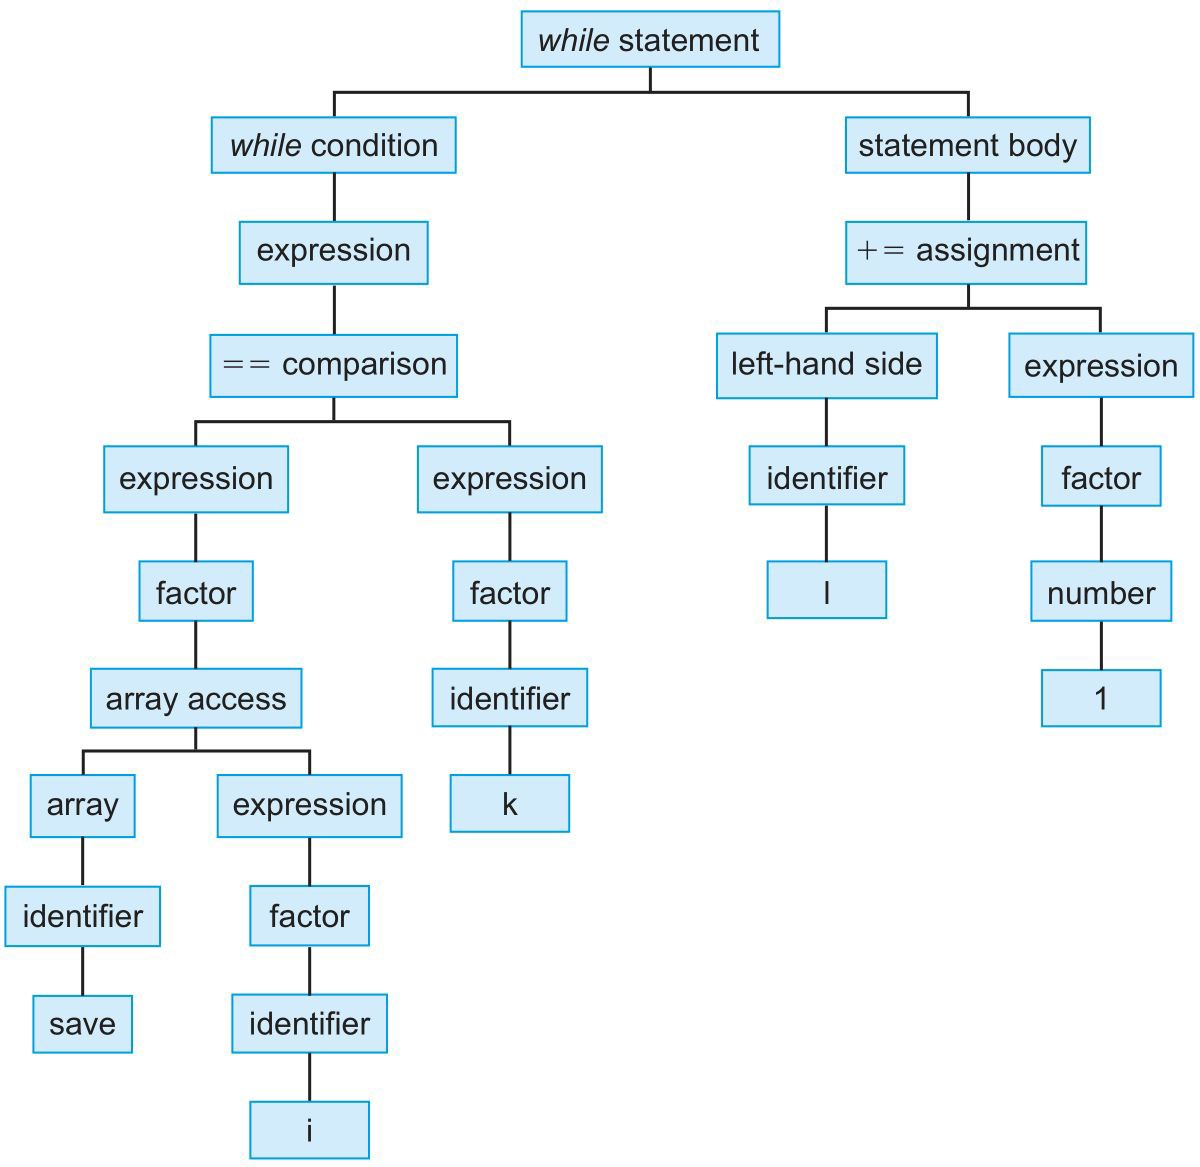 while statement
while condition
statement body
expression
+= assignment
== comparison
left-hand side
expression
expression
expression
identifier
factor
factor
factor
l
number
array access
identifier
1
array
expression
k
identifier
factor
save
identifier
i